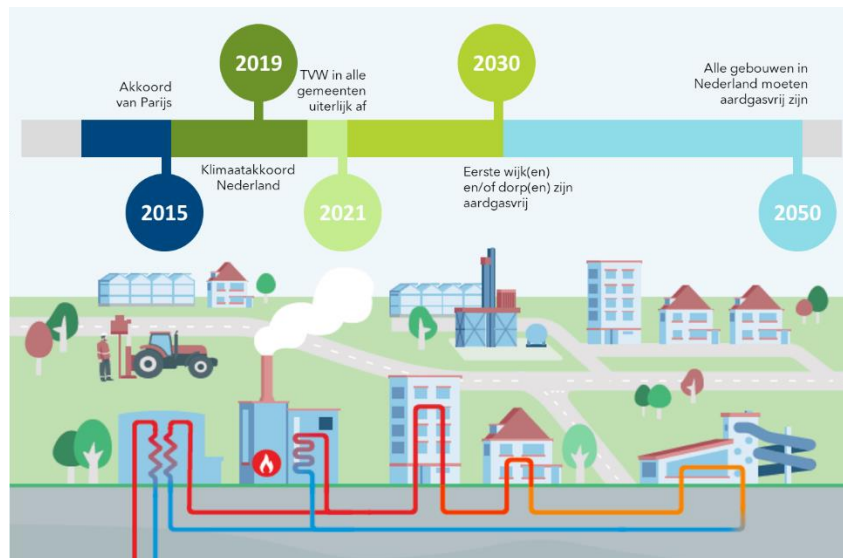 2019
2030
Akkoord
van Parijs
TVW in alle
gemeenten
uiterlijk af
Alle gebouwen in
Nederland moeten
aardgasvrij zijn
Klimaatakkoord
Nederland
Eerste wijk(en)
en/of dorp(en) zijn
aardgasvrij
2015
2021
2050